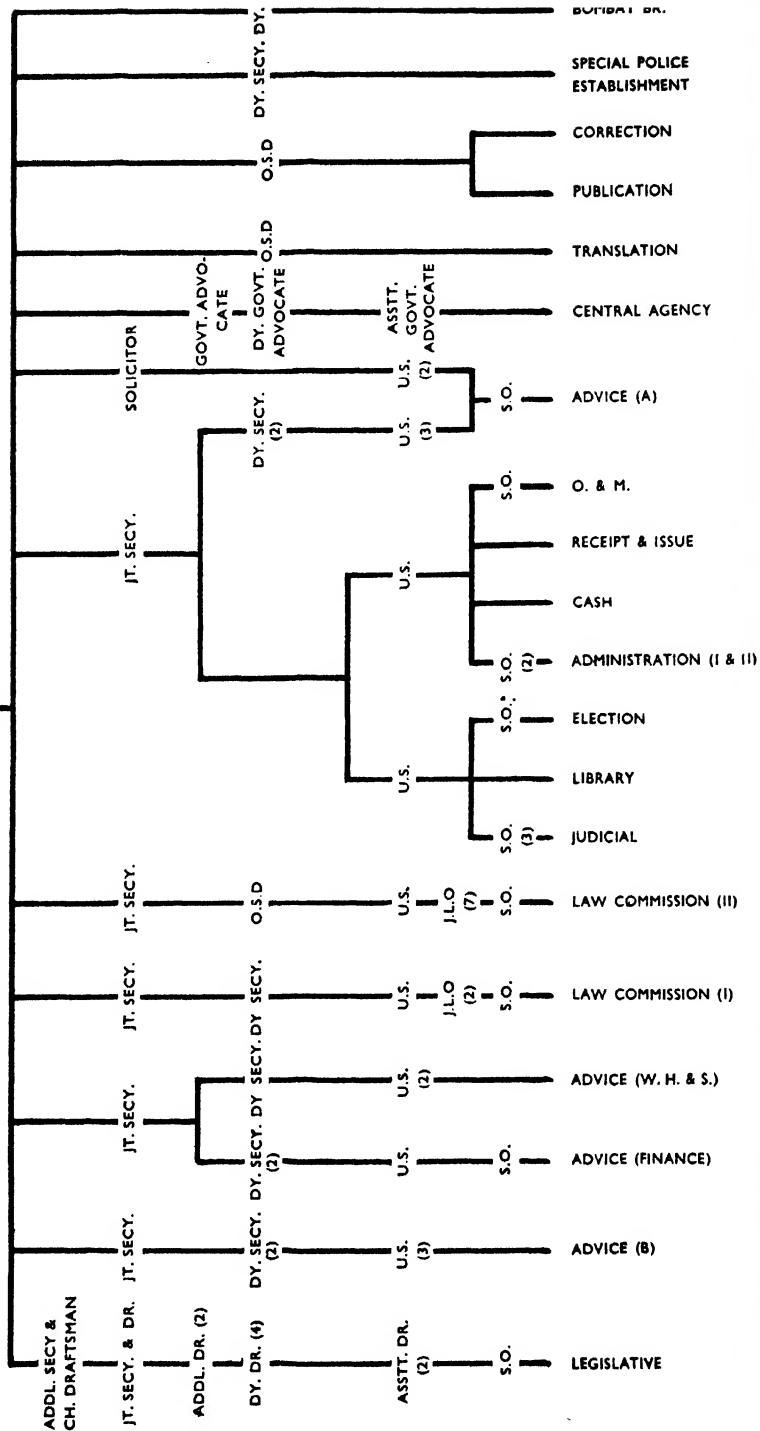 DY.
BOMBAY BR.
DY. SECY.
SPECIAL POLICE
ESTABLISHMENT
O.S.D
CORRECTION
PUBLICATION
O.S.D
TRANSLATION
GOVT. ADVO-
CATE
DY. GOVT.
ADVOCATE
ASSTT.
GOVT.
ADVOCATE
CENTRAL AGENCY
SOLICITOR
U.S.
(2)
DY. SECY.
(2)
U.S.
(3)
S.O.
ADVICE (A)
JT. SECY.
U.S.
S.O.
O. & M.
RECEIPT & ISSUE
CASH
S.O.
(2)
ADMINISTRATION (I & II)
U.S.
S.O.
ELECTION
LIBRARY
S.O.
(3)
JUDICIAL
JT. SECY.
O.S.D
U.S.
J.L.O
(7)
S.O.
LAW COMMISSION (II)
JT. SECY.
DY SECY.
U.S.
J.L.O
(2)
S.O.
LAW COMMISSION (I)
JT. SECY.
DY SECY.
U.S.
(2)
ADVICE (W. H. & S.)
DY. SECY.
(2)
U.S.
S.O.
ADVICE (FINANCE)
JT. SECY.
DY. SECY.
(2)
U.S.
(3)
ADVICE (B)
ADDL. SECY &
CH. DRAFTSMAN
JT. SECY. & DR.
ADDL. DR. (2)
DY. DR. (4)
ASSTT. DR.
(2)
S.O.
LEGISLATIVE